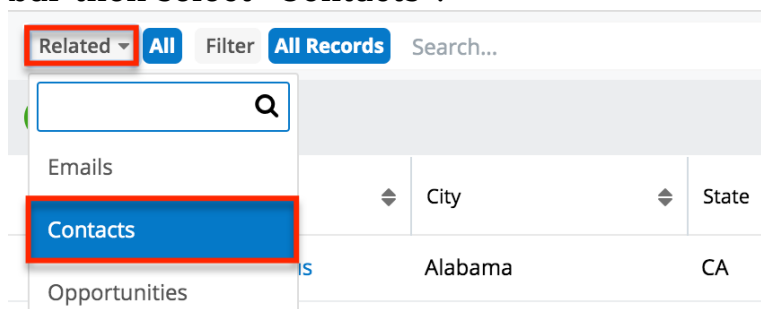 Related All Filter All Records Search...
Emails
City State
Contacts
Alabama CA
Opportunities